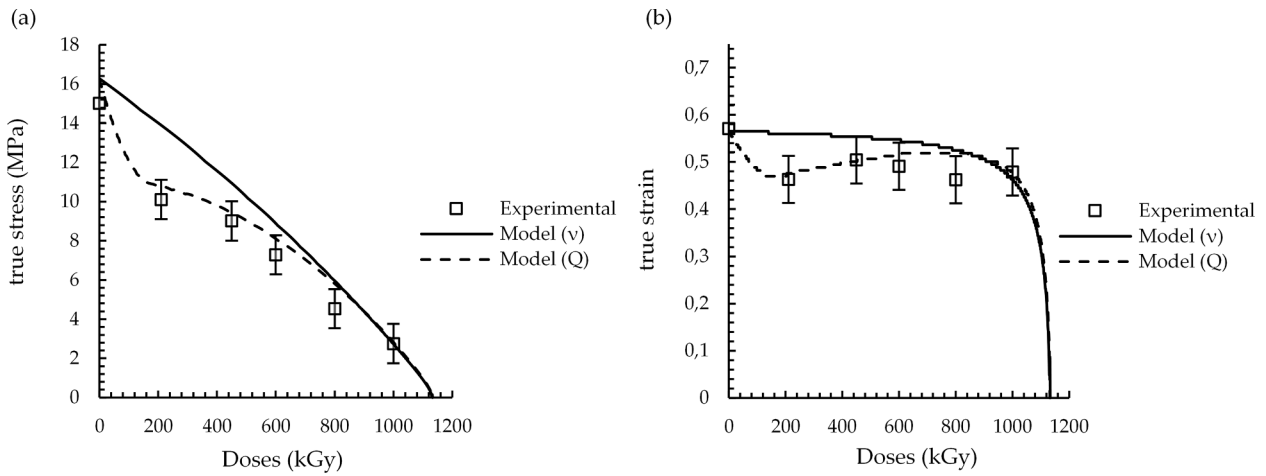 (a)
18
16
14
12
10
8
6
4
2
0
true stress (MPa)
0 200 400 600 800 1000 1200
Doses (kGy)
Experimental
Model (ν)
Model (Q)
(b)
0,7
0,6
0,5
0,4
0,3
0,2
0,1
0
true strain
0 200 400 600 800 1000 1200
Doses (kGy)
Experimental
Model (ν)
Model (Q)